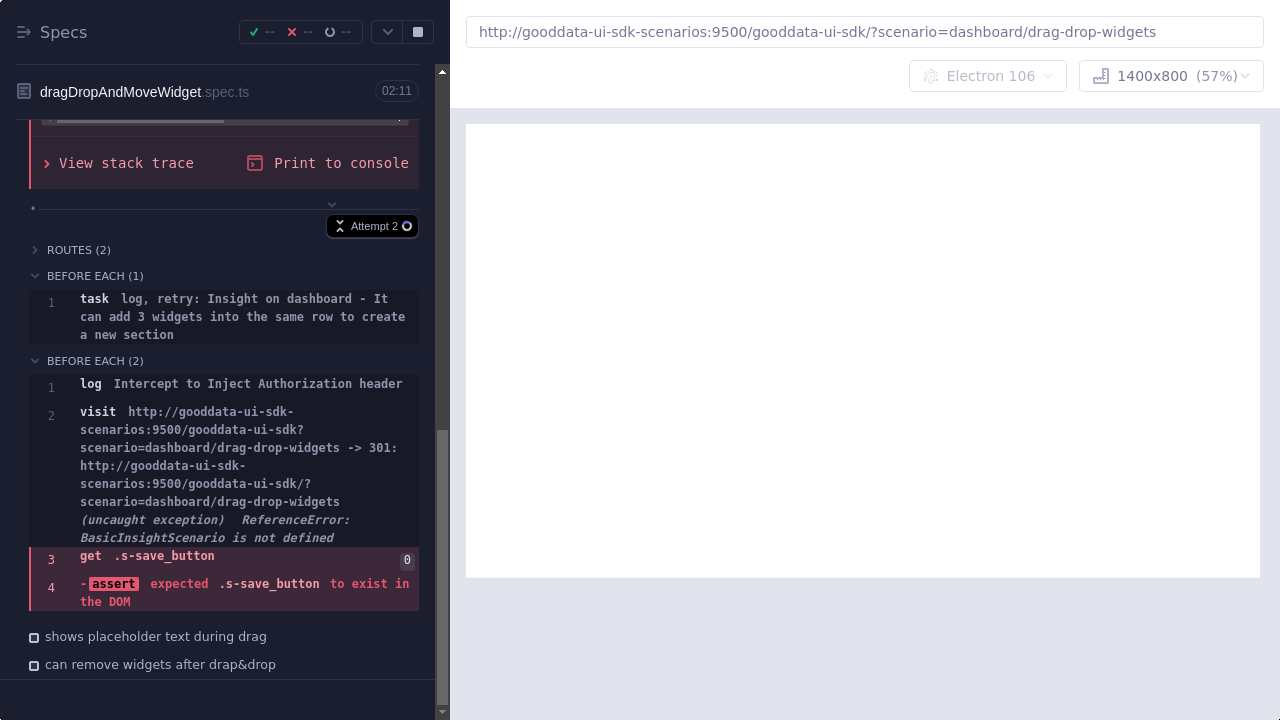 Specs
--
--
--
http://gooddata-ui-sdk-scenarios:9500/gooddata-ui-sdk/?scenario=dashboard/drag-drop-widgets
Electron 106
1400x800 (57%)
dragDropAndMoveWidget.spec.ts
02:11
View stack trace
Print to console
Attempt 2
ROUTES (2)
BEFORE EACH (1)
1 task log, retry: Insight on dashboard - It
can add 3 widgets into the same row to create
a new section
BEFORE EACH (2)
1 log Intercept to Inject Authorization header
2 visit http://gooddata-ui-sdk-
scenarios:9500/gooddata-ui-sdk?
scenario=dashboard/drag-drop-widgets -> 301:
http://gooddata-ui-sdk-
scenarios:9500/gooddata-ui-sdk/?
scenario=dashboard/drag-drop-widgets
(uncaught exception) ReferenceError:
BasicInsightScenario is not defined
3 get .s-save_button 0
4 -assert expected .s-save_button to exist in
the DOM
shows placeholder text during drag
can remove widgets after drap&drop